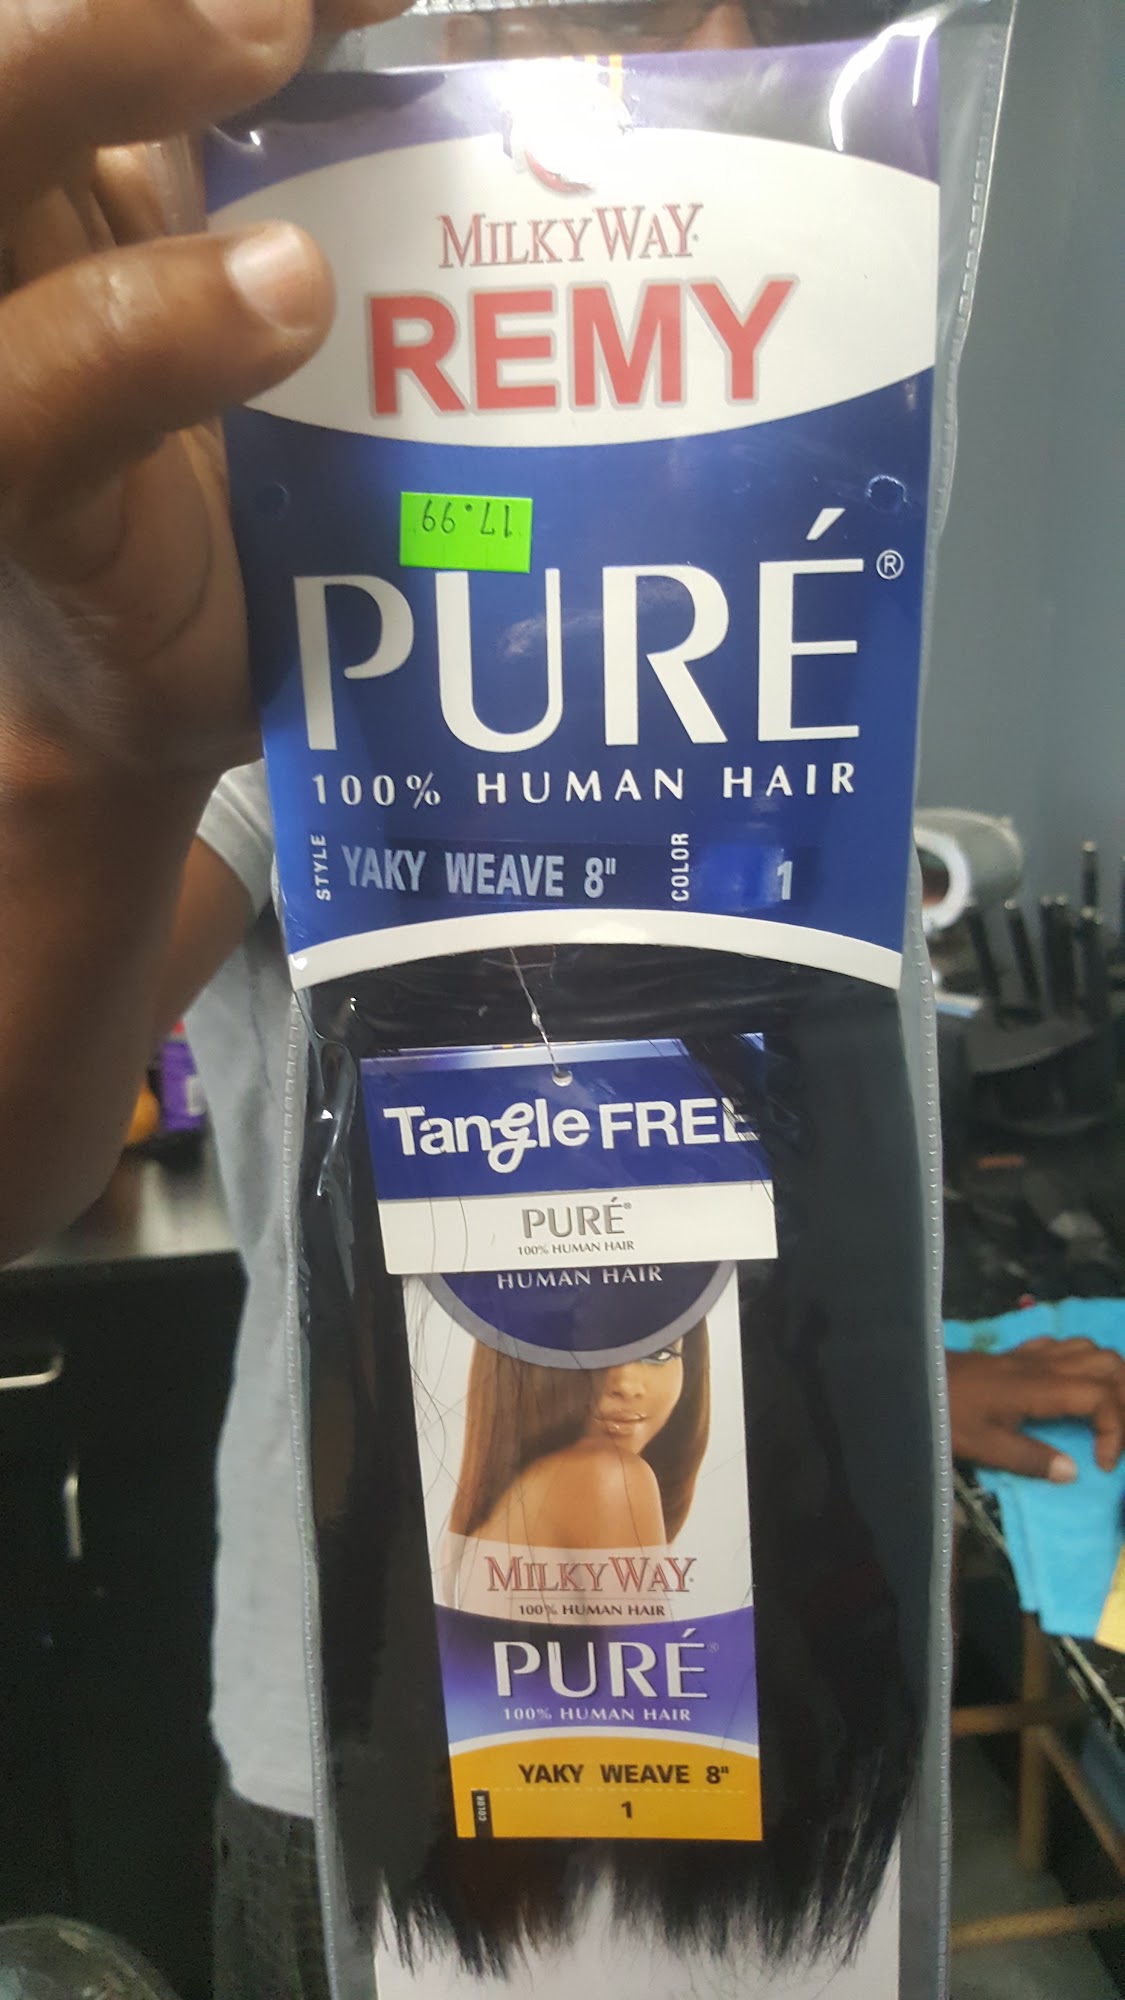 MILKYWAY
REMY
17.99
PURÉ®
100% HUMAN HAIR
STYLE YAKY WEAVE 8" COLOR 1
TangleFREE
PURÉ®
100% HUMAN HAIR
HUMAN HAIR
MILKYWAY
100% HUMAN HAIR
PURÉ®
100% HUMAN HAIR
YAKY WEAVE 8"
COLOR 1